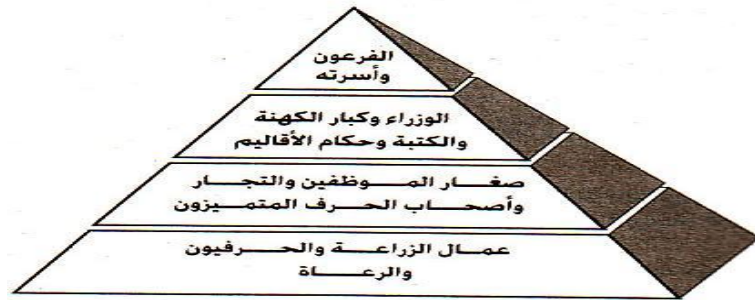 الفرعون
وأسرته
الوزراء وكبار الكهنة
والكتبة وحكام الأقاليم
صغار الموظفين والتجار
وأصحاب الحرف المتميزون
عمال الزراعة والحرفيون
والرعاة